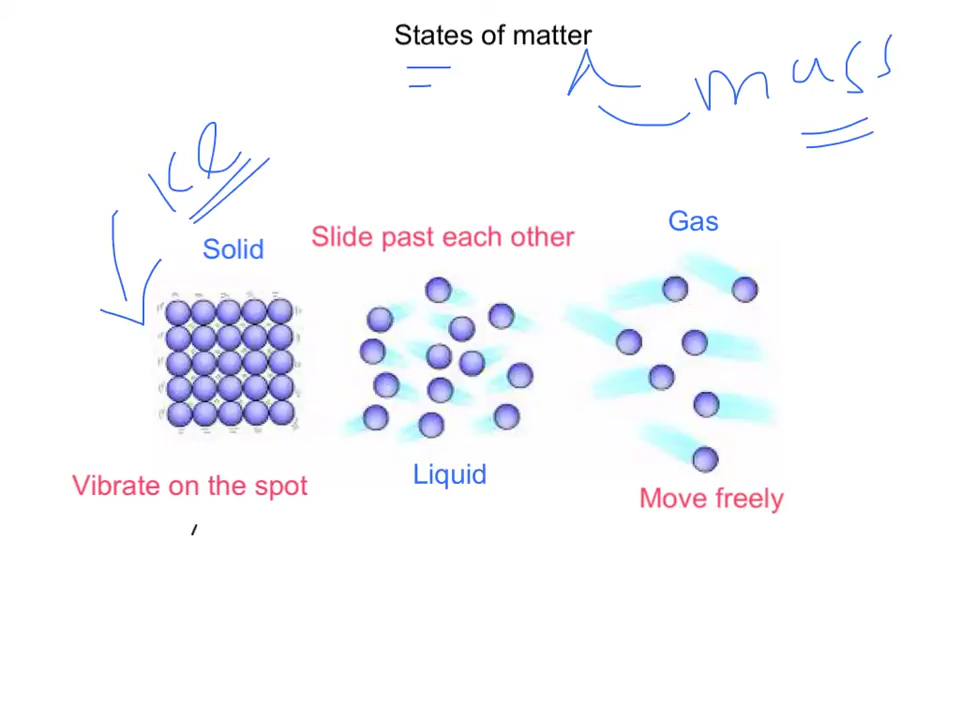 States of matter
mass
Ice
Solid
Slide past each other
Gas
Vibrate on the spot
Liquid
Move freely